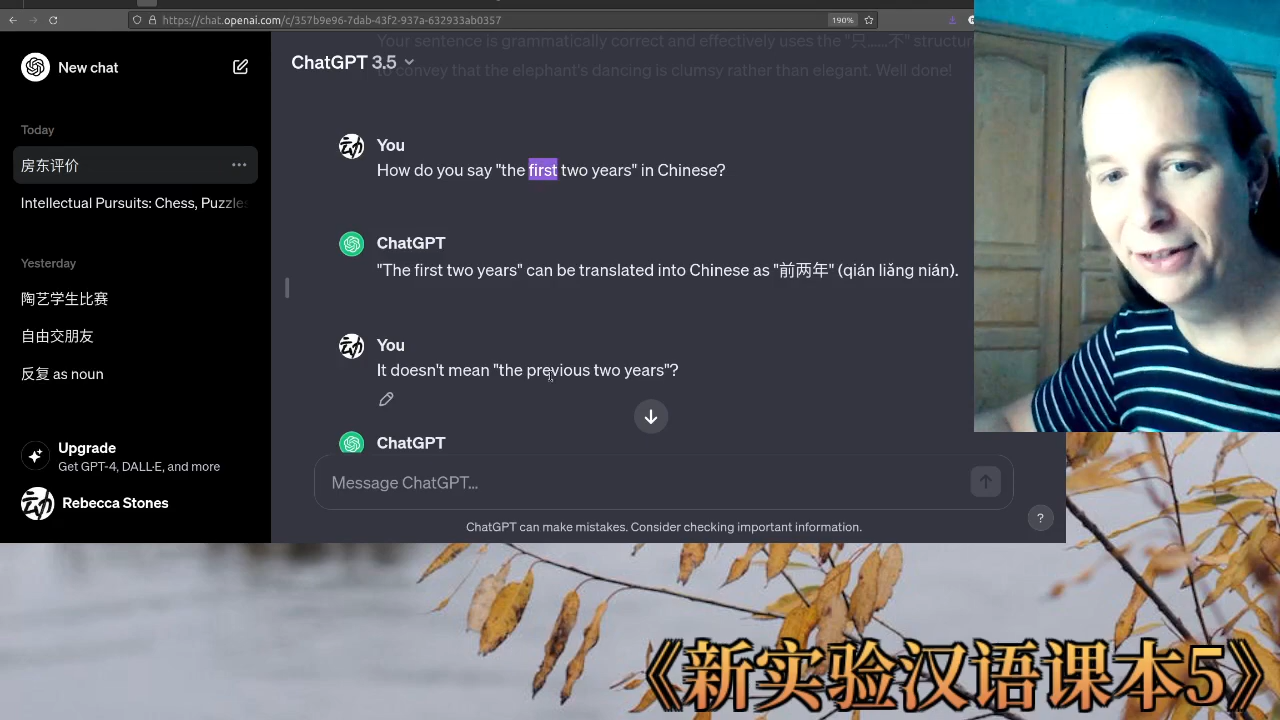 https://chat.openai.com/c/357b9e96-7dab-43f2-937a-632933ab0357
190%
New chat
Today
房东评价
Intellectual Pursuits: Chess, Puzzles
Yesterday
陶艺学生比赛
自由交朋友
反复 as noun
Upgrade
Get GPT-4, DALL·E, and more
Rebecca Stones
Your sentence is grammatically correct and effectively uses the "只……不" structure
to convey that the elephant's dancing is clumsy rather than elegant. Well done!
ChatGPT 3.5
You
How do you say "the first two years" in Chinese?
ChatGPT
"The first two years" can be translated into Chinese as "前两年" (qián liǎng nián).
You
It doesn't mean "the previous two years"?
ChatGPT
Message ChatGPT...
ChatGPT can make mistakes. Consider checking important information.
?
《新实验汉语课本5》